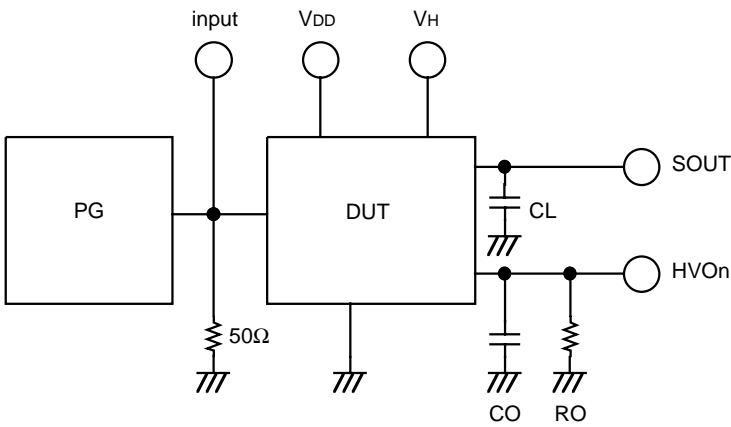 input
VDD
VH
PG
DUT
SOUT
CL
HVOn
50Ω
CO
RO